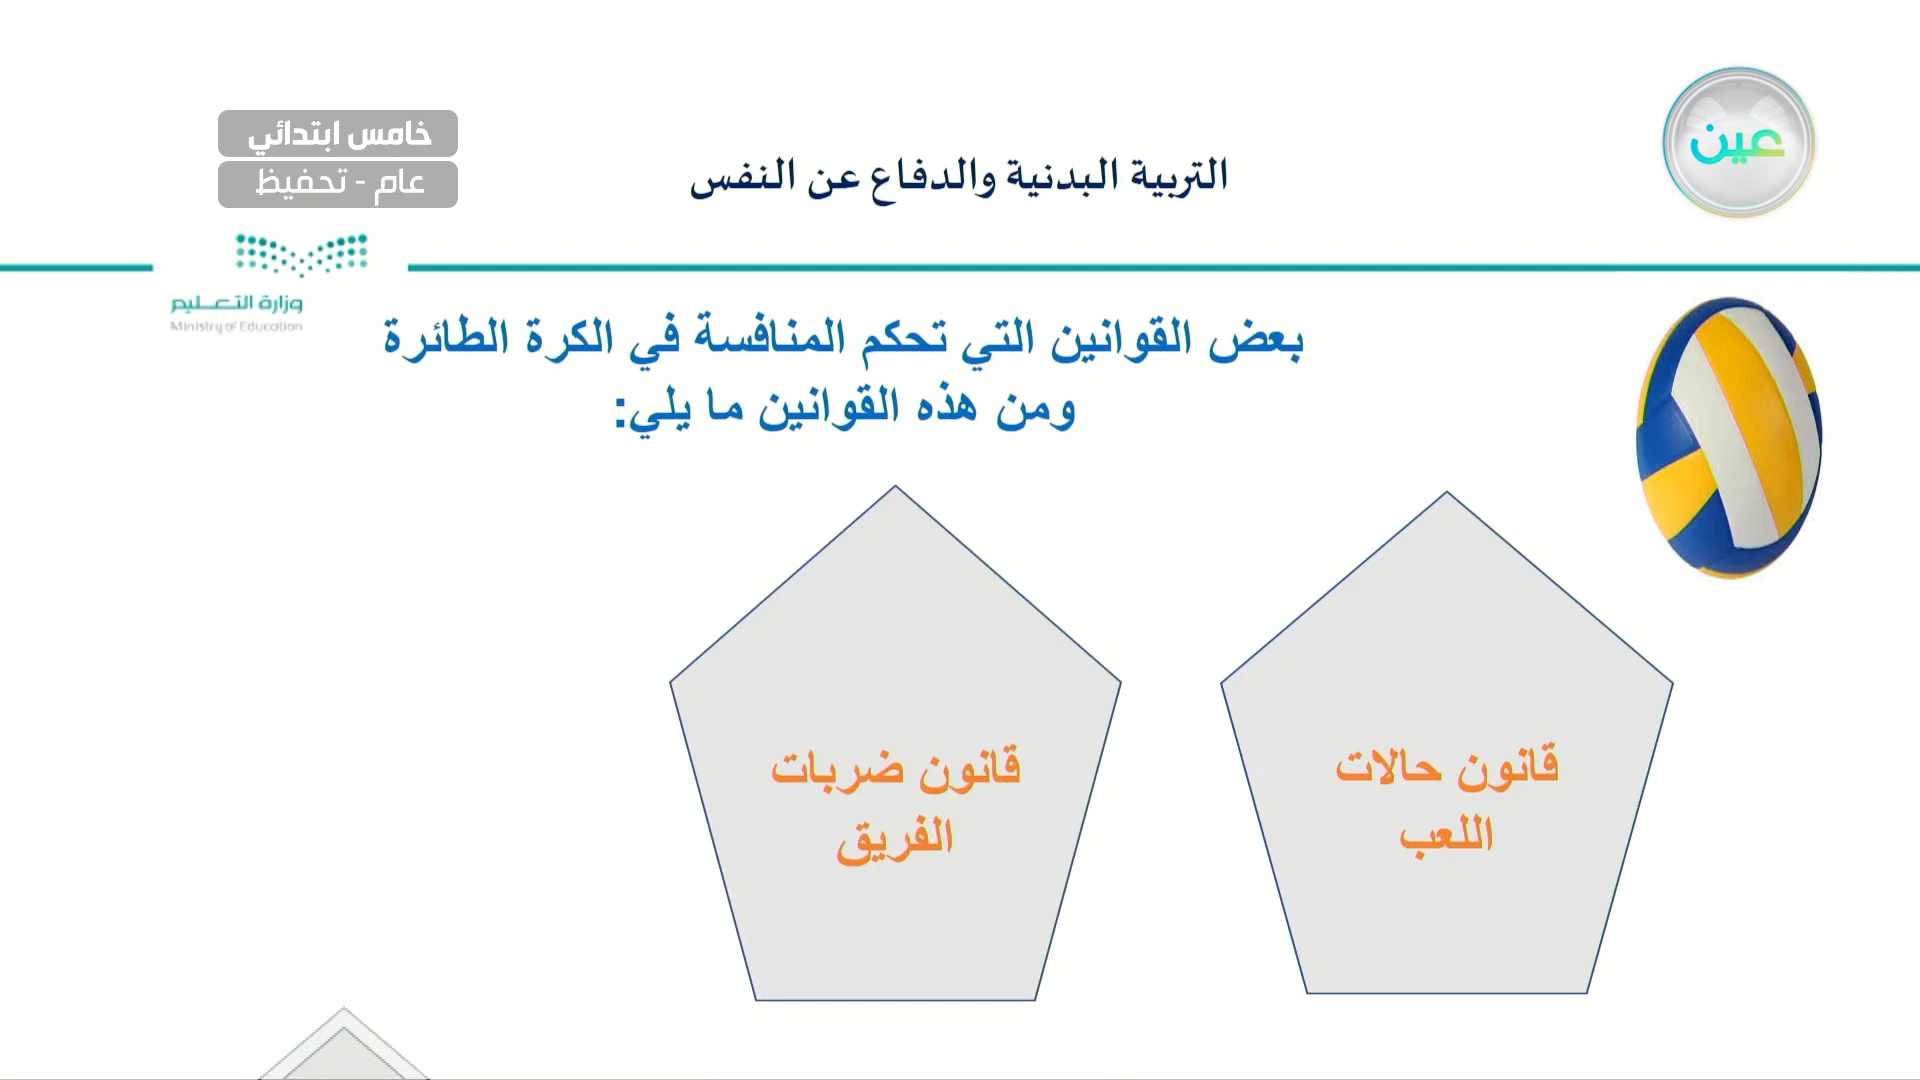 خامس ابتدائي
عام - تحفيظ
عين
التربية البدنية والدفاع عن النفس
وزارة التعليم
Ministry of Education
بعض القوانين التي تحكم المنافسة في الكرة الطائرة
ومن هذه القوانين ما يلي:
قانون حالات
اللعب
قانون ضربات
الفريق